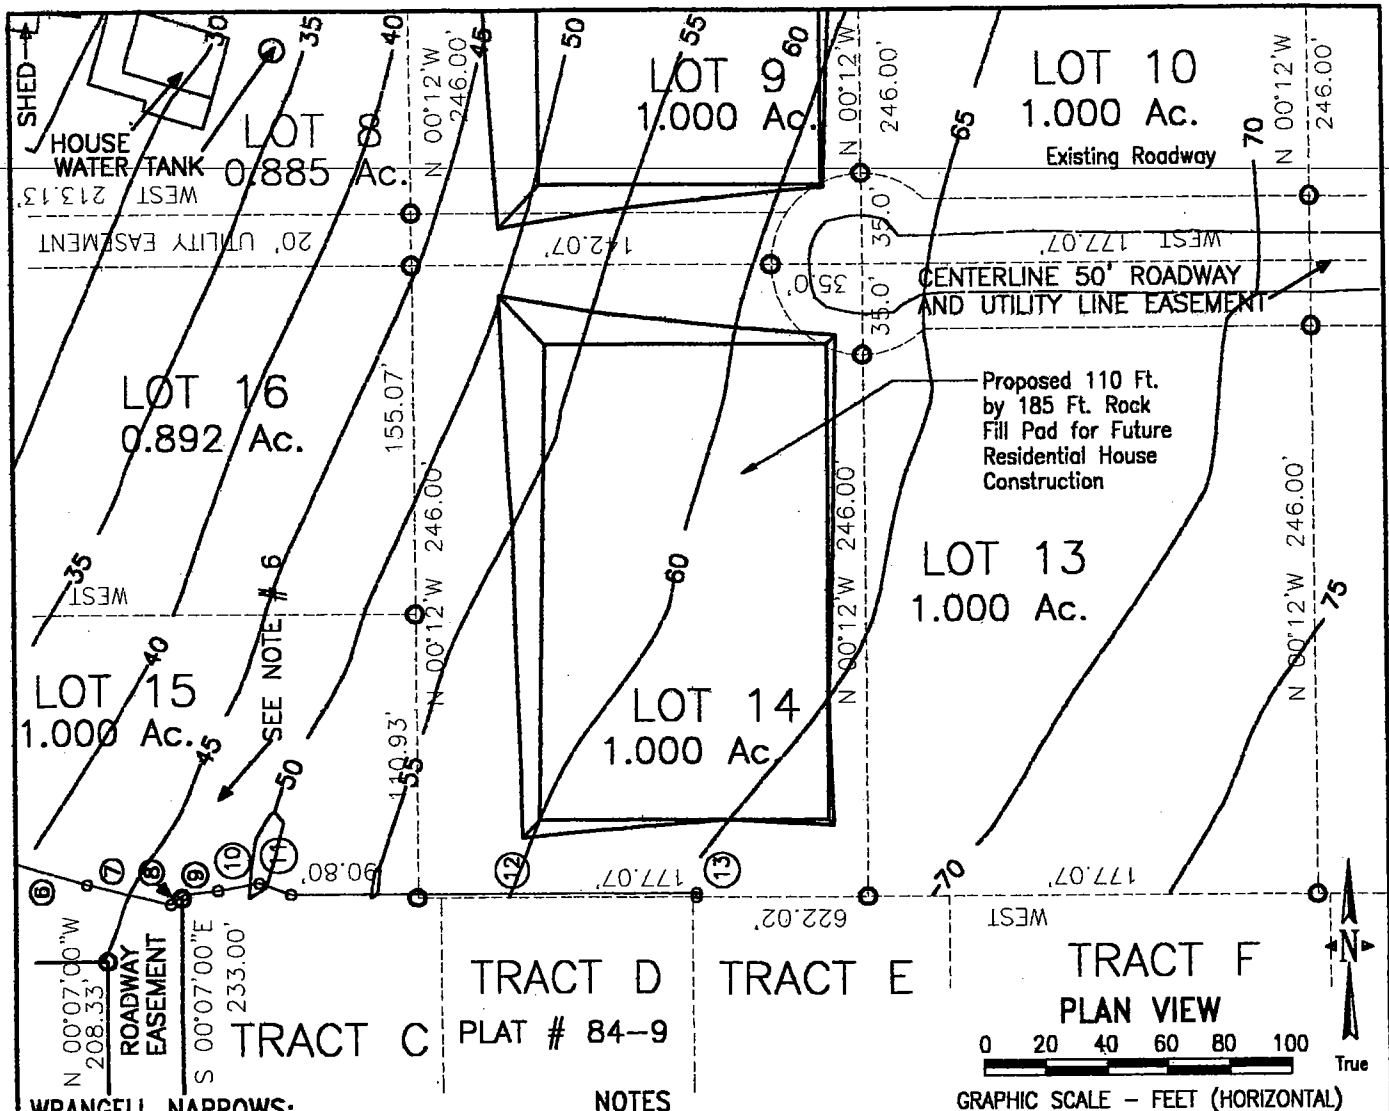 30
35
40
45
50
55
60
N 00°12'W
246.00'
N 00°12'W
246.00'
N 00°12'W
246.00'
SHED
LOT 9
1.000 Ac.
LOT 10
1.000 Ac.
65
70
HOUSE
WATER TANK
LOT 8
0.885 Ac.
Existing Roadway
WEST 213.13'
20' UTILITY EASEMENT
142.07'
35.0'
35.0'
35.0'
WEST 177.07'
CENTERLINE 50' ROADWAY
AND UTILITY LINE EASEMENT
LOT 16
0.892 Ac.
155.07'
Proposed 110 Ft.
by 185 Ft. Rock
Fill Pad for Future
Residential House
Construction
N 00°12'W 246.00'
N 00°12'W 246.00'
N 00°12'W 246.00'
35
WEST
SEE NOTE # 6
60
LOT 13
1.000 Ac.
75
40
LOT 15
1.000 Ac.
45
50
55
110.93'
LOT 14
1.000 Ac.
6
7
8
9
10
11
90.80'
12
177.07'
13
70
177.07'
622.02'
WEST
N 00°07'00"W
208.33'
ROADWAY
EASEMENT
S 00°07'00"E
233.00'
TRACT C
TRACT D
PLAT # 84-9
TRACT E
TRACT F
PLAN VIEW
0 20 40 60 80 100
GRAPHIC SCALE - FEET (HORIZONTAL)
N
True
WRANGELL NARROWS:
NOTES